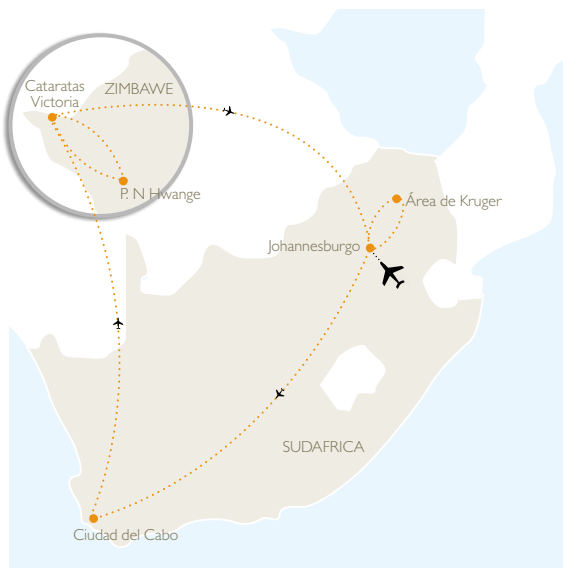 Cataratas
Victoria
ZIMBAWE
P. N Hwange
Área de Kruger
Johannesburgo
SUDAFRICA
Ciudad del Cabo